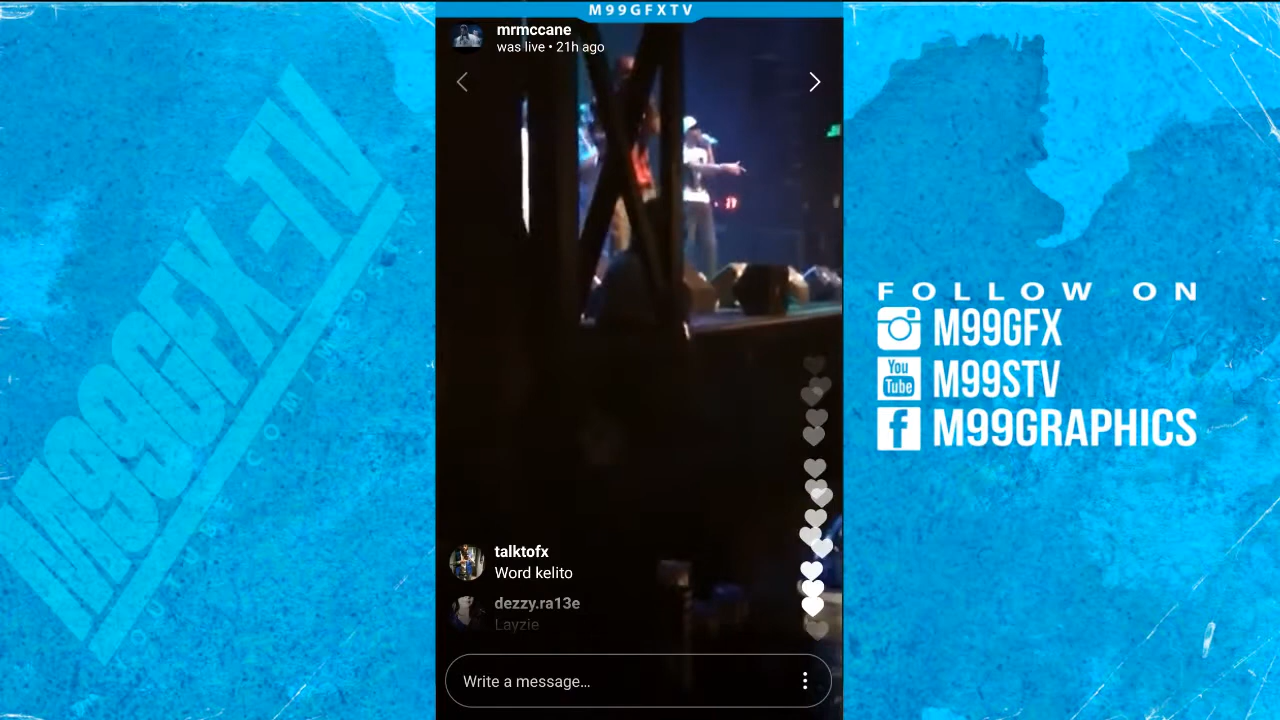 M99GFXTV
mrmccane
was live • 21h ago
M99GFX-TV
FOLLOW ON
M99GFX
You
Tube
M99STV
f
M99GRAPHICS
talktofx
Word kelito
dezzy.ra13e
Layzie
Write a message...